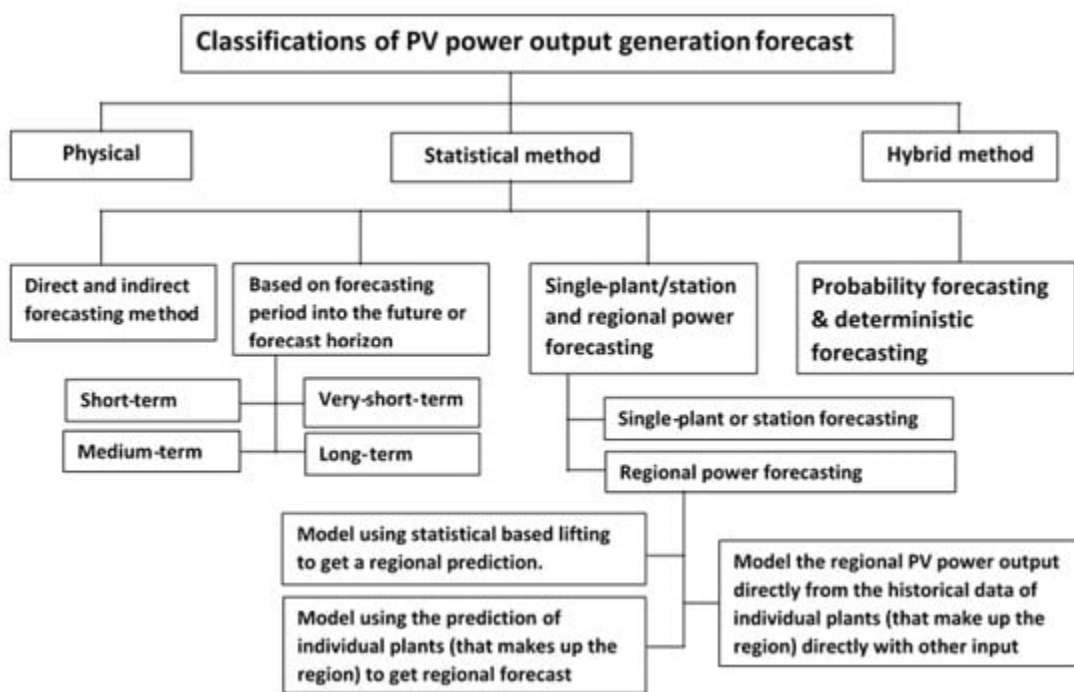 Classifications of PV power output generation forecast
Physical
Statistical method
Hybrid method
Direct and indirect
forecasting method
Based on forecasting
period into the future or
forecast horizon
Single-plant/station
and regional power
forecasting
Probability forecasting
& deterministic
forecasting
Short-term
Very-short-term
Medium-term
Long-term
Single-plant or station forecasting
Regional power forecasting
Model using statistical based lifting
to get a regional prediction.
Model the regional PV power output
directly from the historical data of
individual plants (that make up the
region) directly with other input
Model using the prediction of
individual plants (that makes up the
region) to get regional forecast